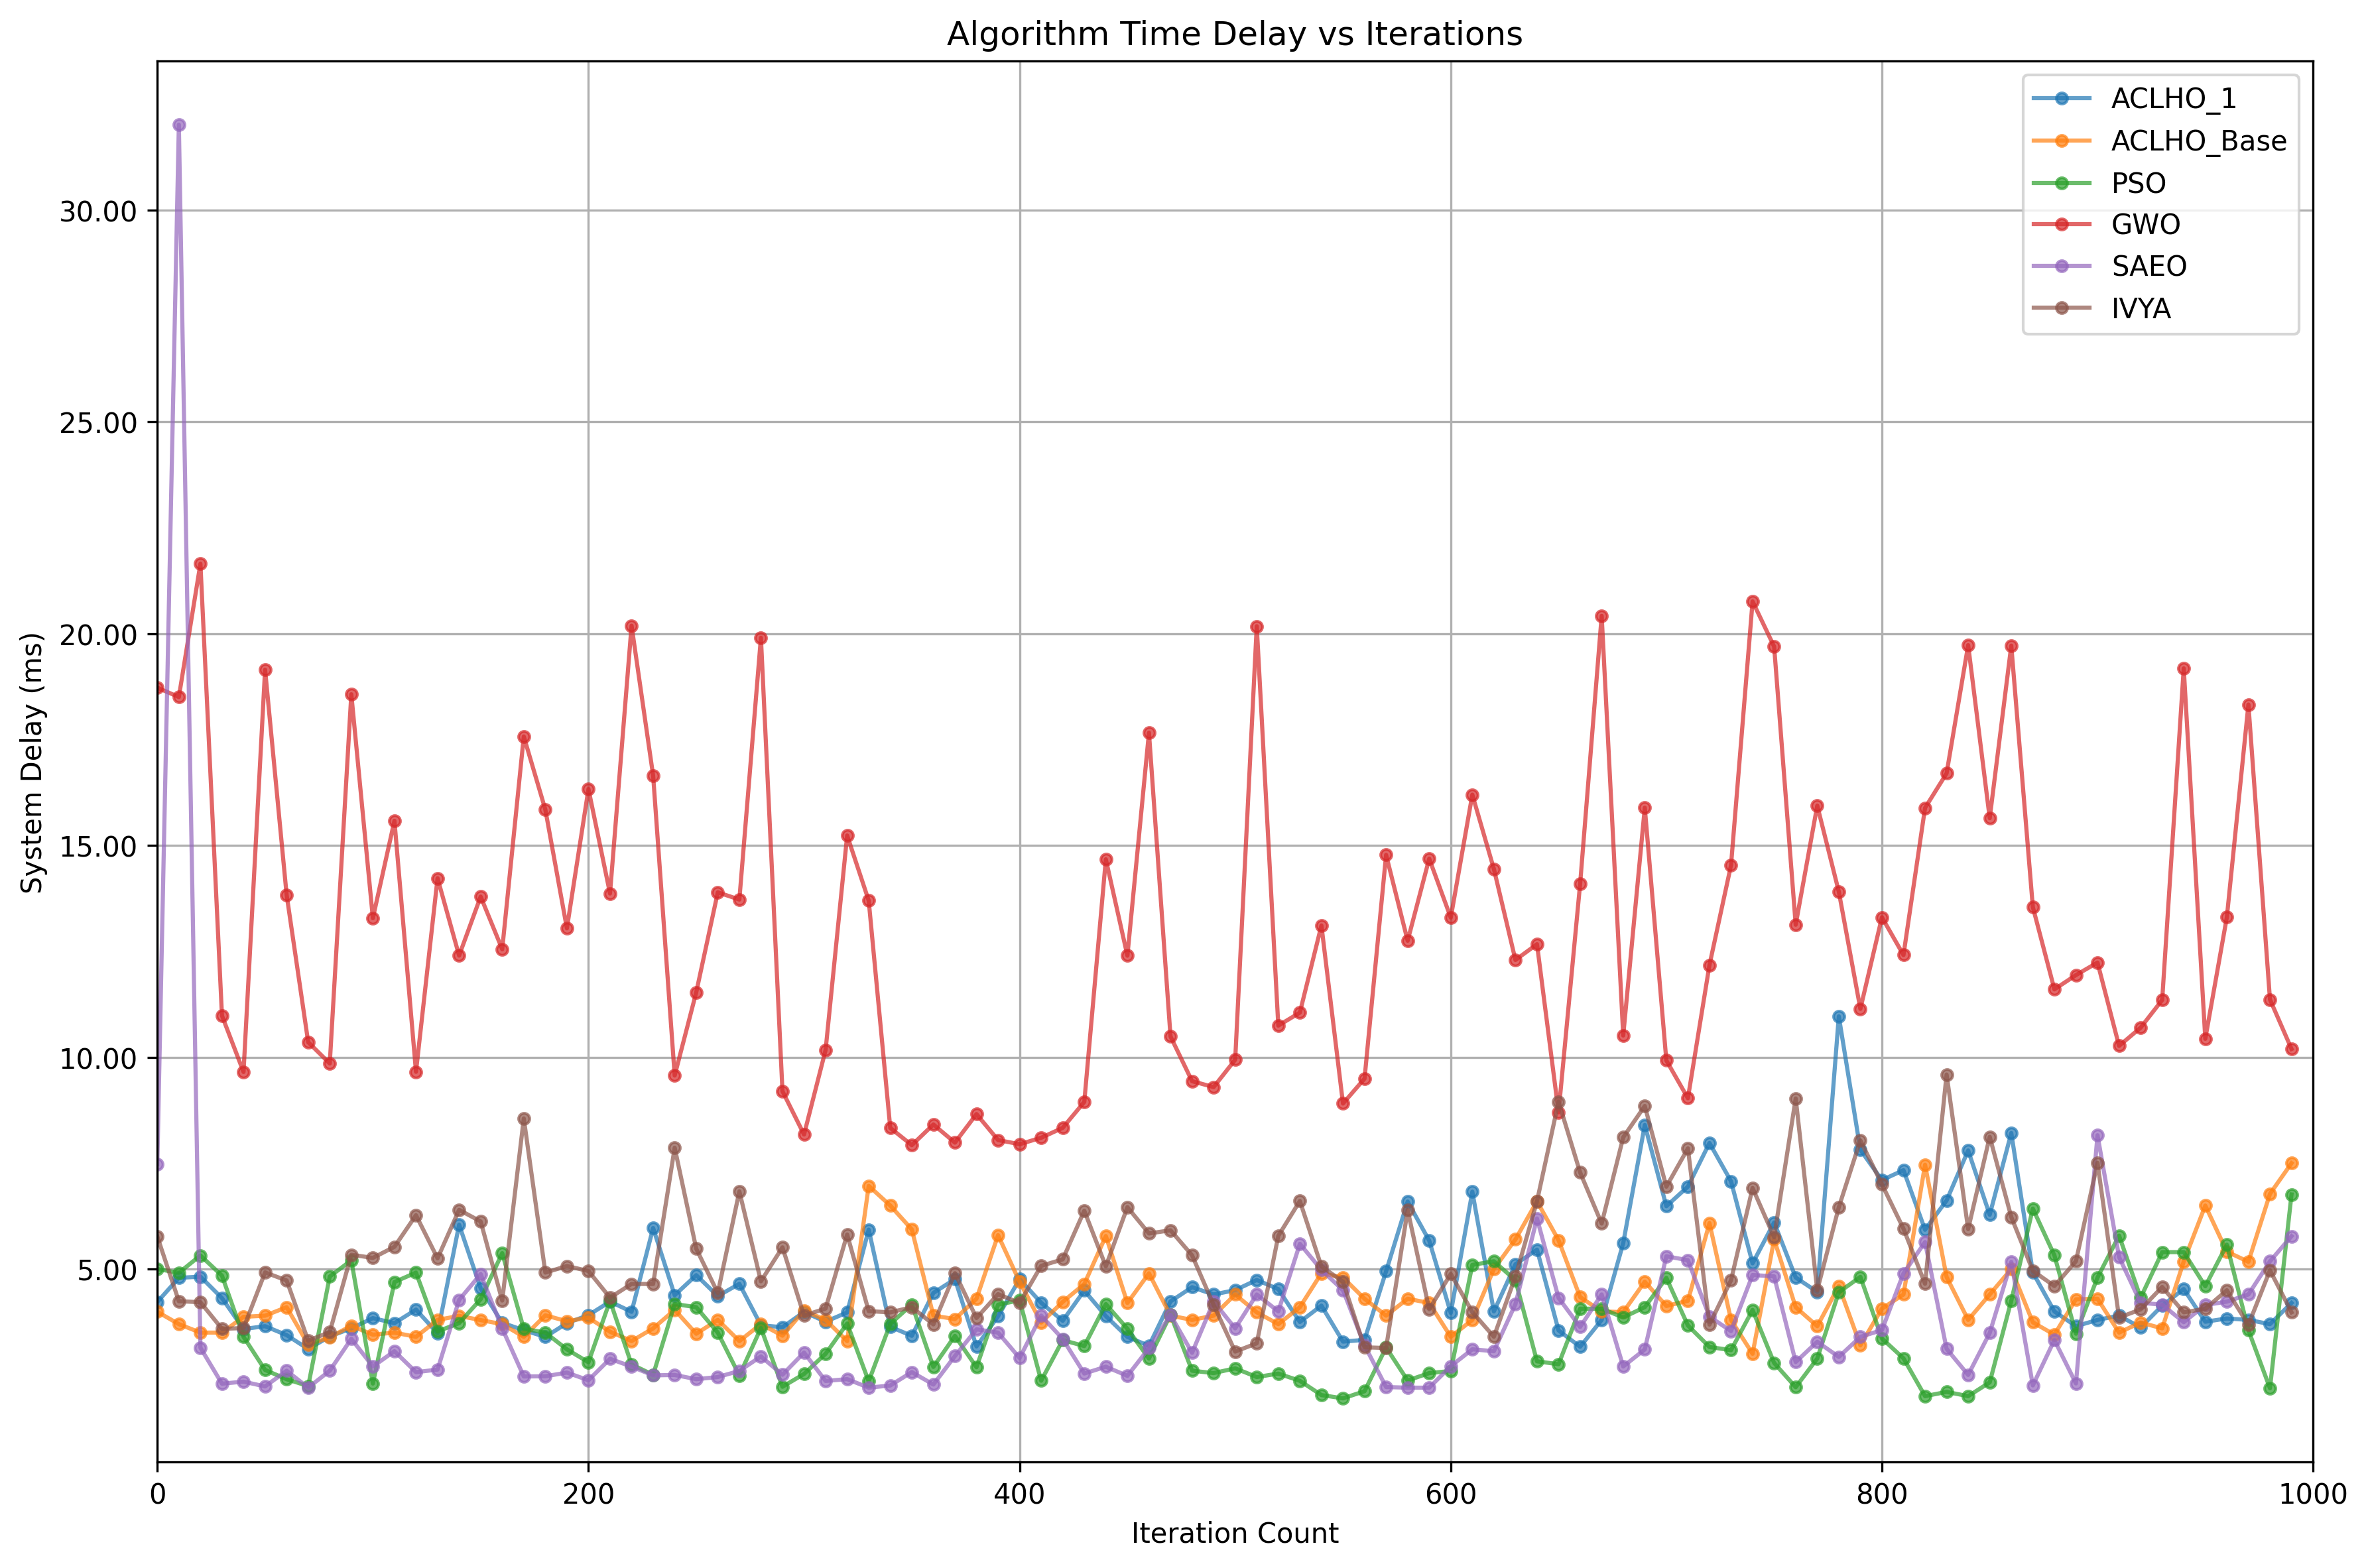 Algorithm Time Delay vs Iterations
ACLHO_1
ACLHO_Base
PSO
GWO
SAEO
IVYA
System Delay (ms)
30.00
25.00
20.00
15.00
10.00
5.00
0 200 400 600 800 1000
Iteration Count